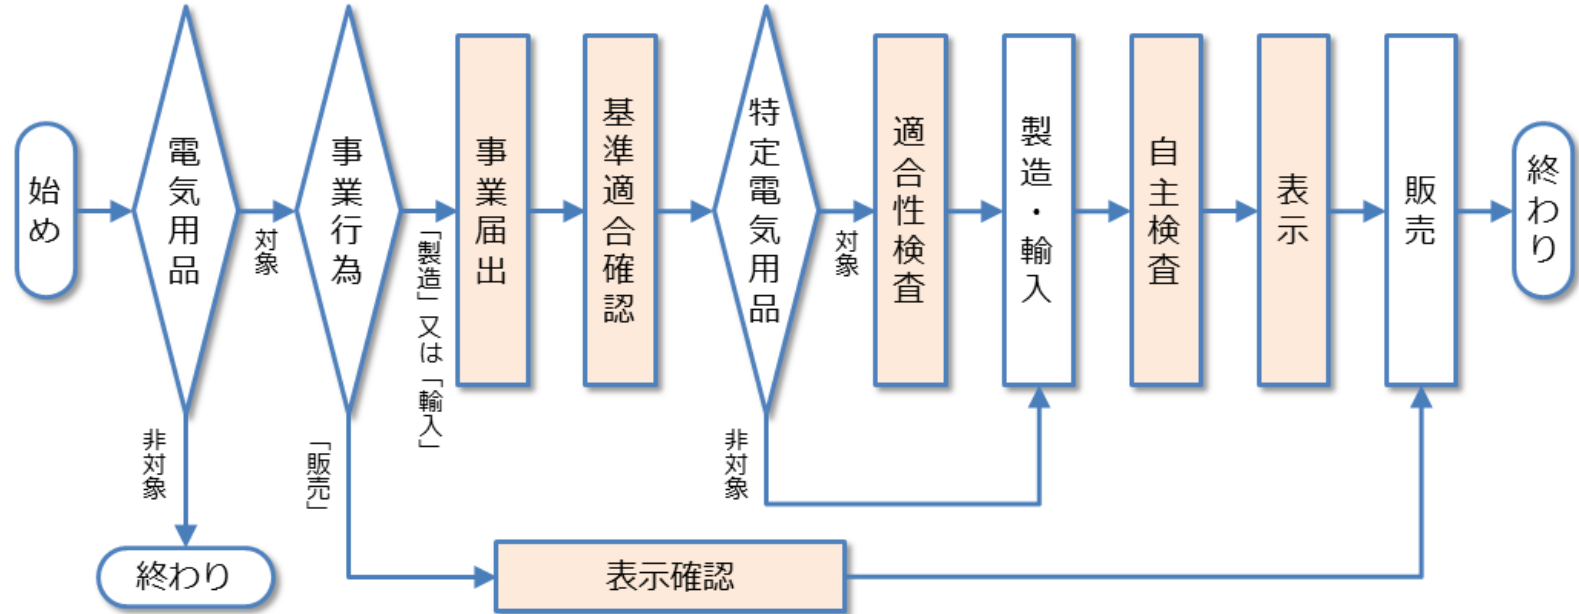 始め
電気用品
対象
非対象
終わり
事業行為
「製造」又は「輸入」
「販売」
事業届出
基準適合確認
特定電気用品
対象
非対象
適合性検査
製造・輸入
自主検査
表示
販売
終わり
表示確認